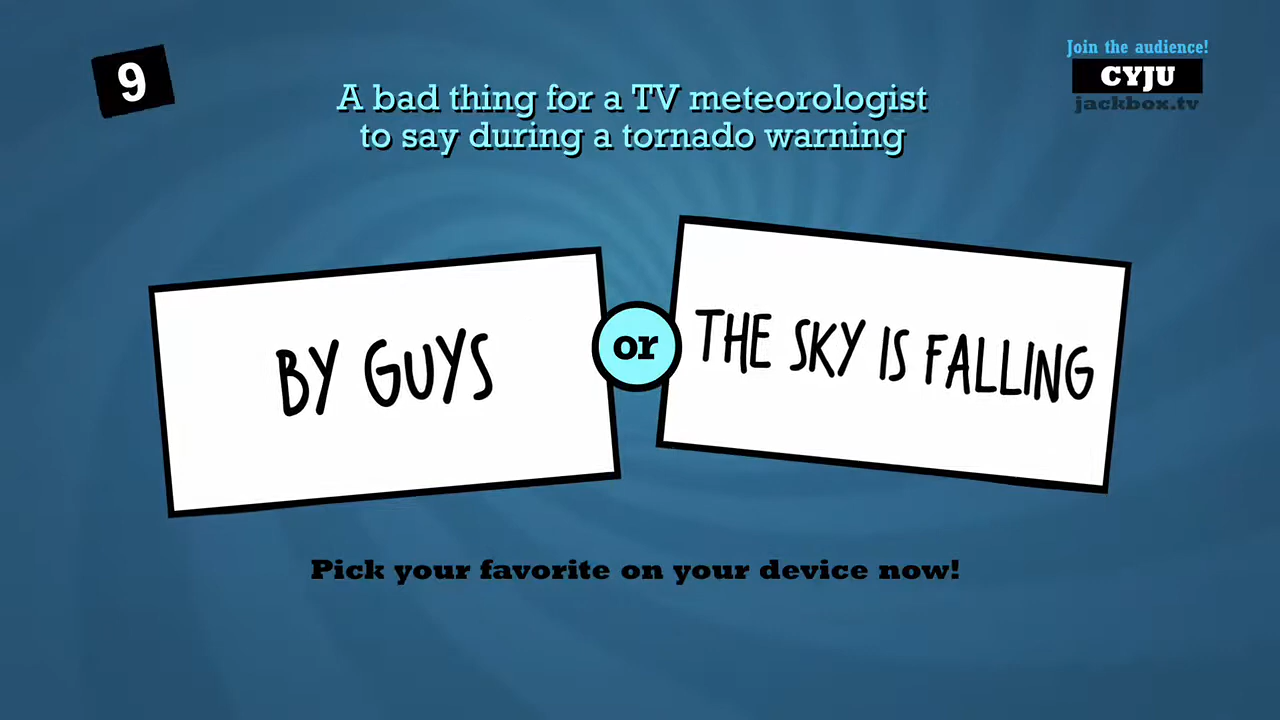 9
Join the audience!
CYJU
jackbox.tv
A bad thing for a TV meteorologist
to say during a tornado warning
BY GUYS
or
THE SKY IS FALLING
Pick your favorite on your device now!